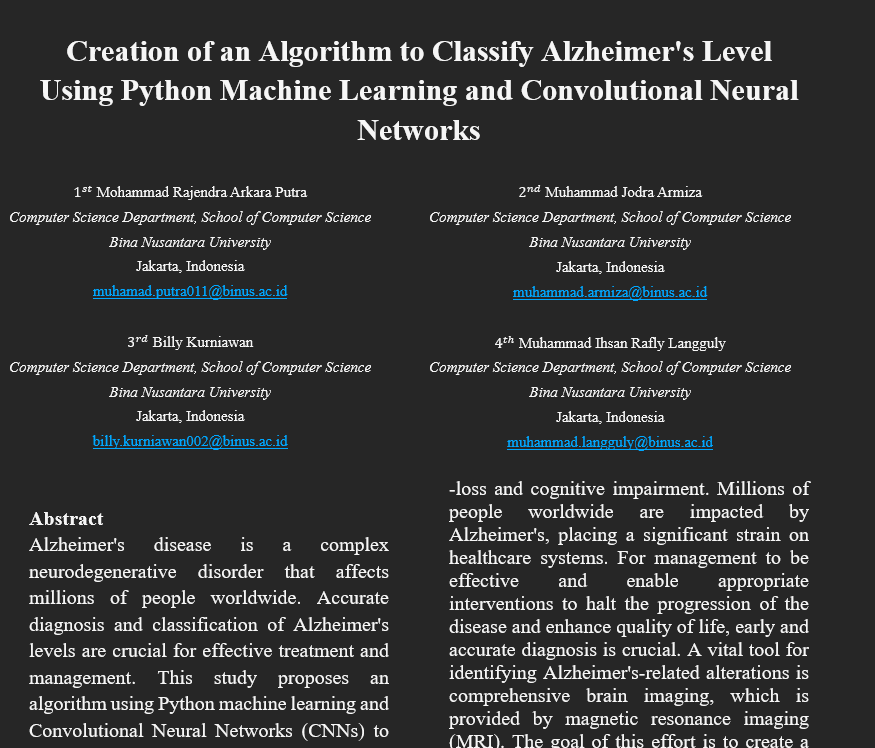 Creation of an Algorithm to Classify Alzheimer's Level
Using Python Machine Learning and Convolutional Neural
Networks
1st Mohammad Rajendra Arkara Putra
Computer Science Department, School of Computer Science
Bina Nusantara University
Jakarta, Indonesia
muhamad.putra011@binus.ac.id
2nd Muhammad Jodra Armiza
Computer Science Department, School of Computer Science
Bina Nusantara University
Jakarta, Indonesia
muhammad.armiza@binus.ac.id
3rd Billy Kurniawan
Computer Science Department, School of Computer Science
Bina Nusantara University
Jakarta, Indonesia
billy.kurniawan002@binus.ac.id
4th Muhammad Ihsan Rafly Langguly
Computer Science Department, School of Computer Science
Bina Nusantara University
Jakarta, Indonesia
muhammad.langguly@binus.ac.id
Abstract
Alzheimer's disease is a complex
neurodegenerative disorder that affects
millions of people worldwide. Accurate
diagnosis and classification of Alzheimer's
levels are crucial for effective treatment and
management. This study proposes an
algorithm using Python machine learning and
Convolutional Neural Networks (CNNs) to
-loss and cognitive impairment. Millions of
people worldwide are impacted by
Alzheimer's, placing a significant strain on
healthcare systems. For management to be
effective and enable appropriate
interventions to halt the progression of the
disease and enhance quality of life, early and
accurate diagnosis is crucial. A vital tool for
identifying Alzheimer's-related alterations is
comprehensive brain imaging, which is
provided by magnetic resonance imaging
(MRI). The goal of this effort is to create a